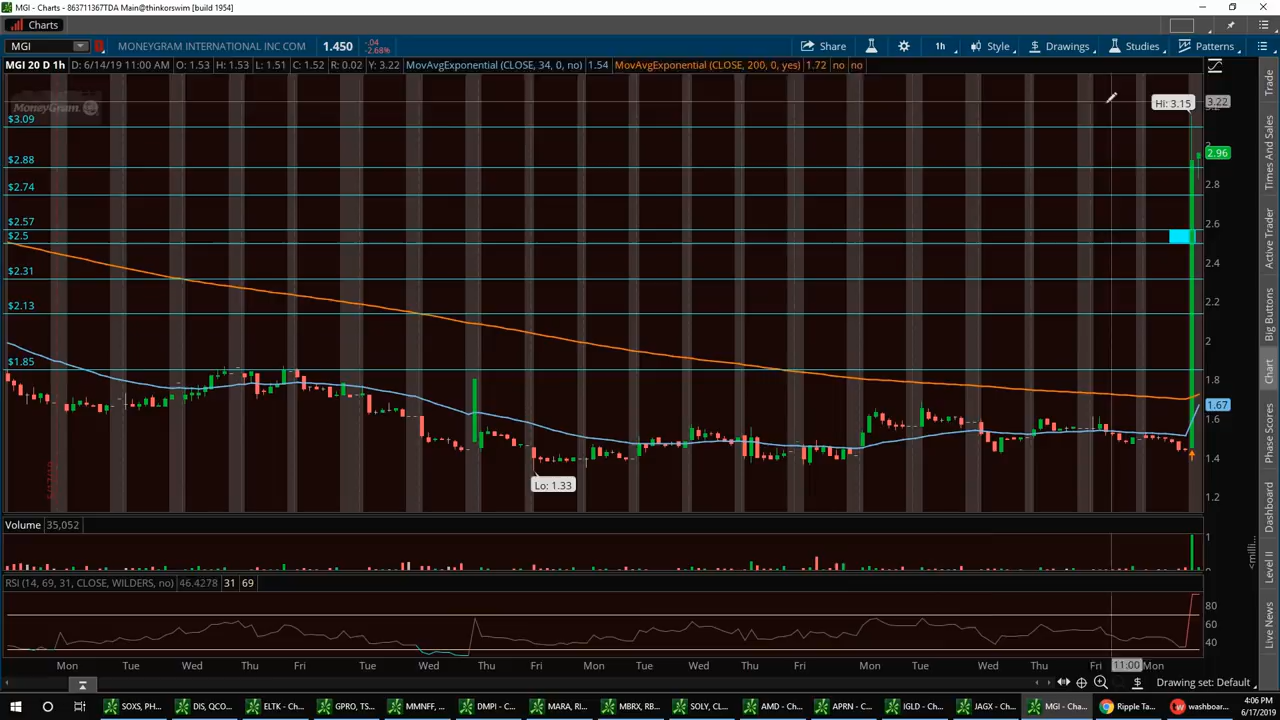 MGI - Charts - 863711367TDA Main@thinkorswim [build 1954]
Charts
MGI MONEYGRAM INTERNATIONAL INC COM 1.450 -.04 -2.68% Share 1h Style Drawings Studies Patterns
MGI 20 D 1h D: 6/14/19 11:00 AM O: 1.53 H: 1.53 L: 1.51 C: 1.52 R: 0.02 Y: 3.22 MovAvgExponential (CLOSE, 34, 0, no) 1.54 MovAvgExponential (CLOSE, 200, 0, yes) 1.72 no no
MoneyGram.
Hi: 3.15
3.22
$3.09
2.96
$2.88
$2.74
2.8
$2.57
2.6
$2.5
2.4
$2.31
2.2
$2.13
2
$1.85
1.8
1.67
1.6
1.4
Lo: 1.33
1.2
Volume 35,052
1
0
<milli...
RSI (14, 69, 31, CLOSE, WILDERS, no) 46.4278 31 69
80
60
40
Mon Tue Wed Thu Fri Tue Wed Thu Fri Mon Tue Wed Thu Fri Mon Tue Wed Thu Fri 11:00 Mon
Drawing set: Default
Trade
Times And Sales
Active Trader
Big Buttons
Chart
Phase Scores
Dashboard
Level II
Live News
SOXS, PS... DIS, QCO... ELTK - Ch... GPRO, TS... MMNFF, ... DMPI - C... MARA, RI... MBRX, RB... SOLY, CL... AMD - Cha... APRN - C... IGLD - Ch... JAGX - Ch... MGI - Cha... Ripple Ta... washboar...
4:06 PM
6/17/2019